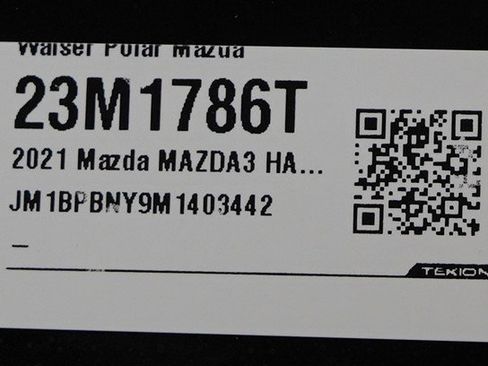 Walser Polar Mazda
23M1786T
2021 Mazda MAZDA3 HA...
JM1BPBNY9M1403442
_
TEKION